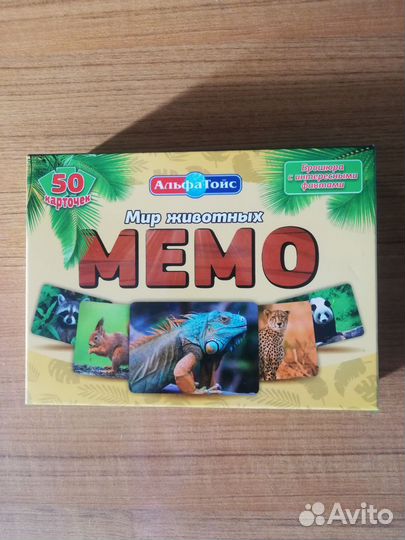 50
карточек
АльфаТойс
Брошюра
с интересными
фактами
Мир животных
МЕМО
Avito